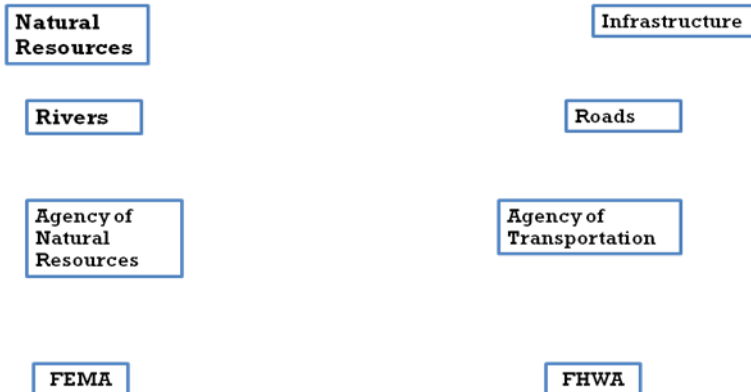 Natural
Resources
Infrastructure
Rivers
Roads
Agency of
Natural
Resources
Agency of
Transportation
FEMA
FHWA